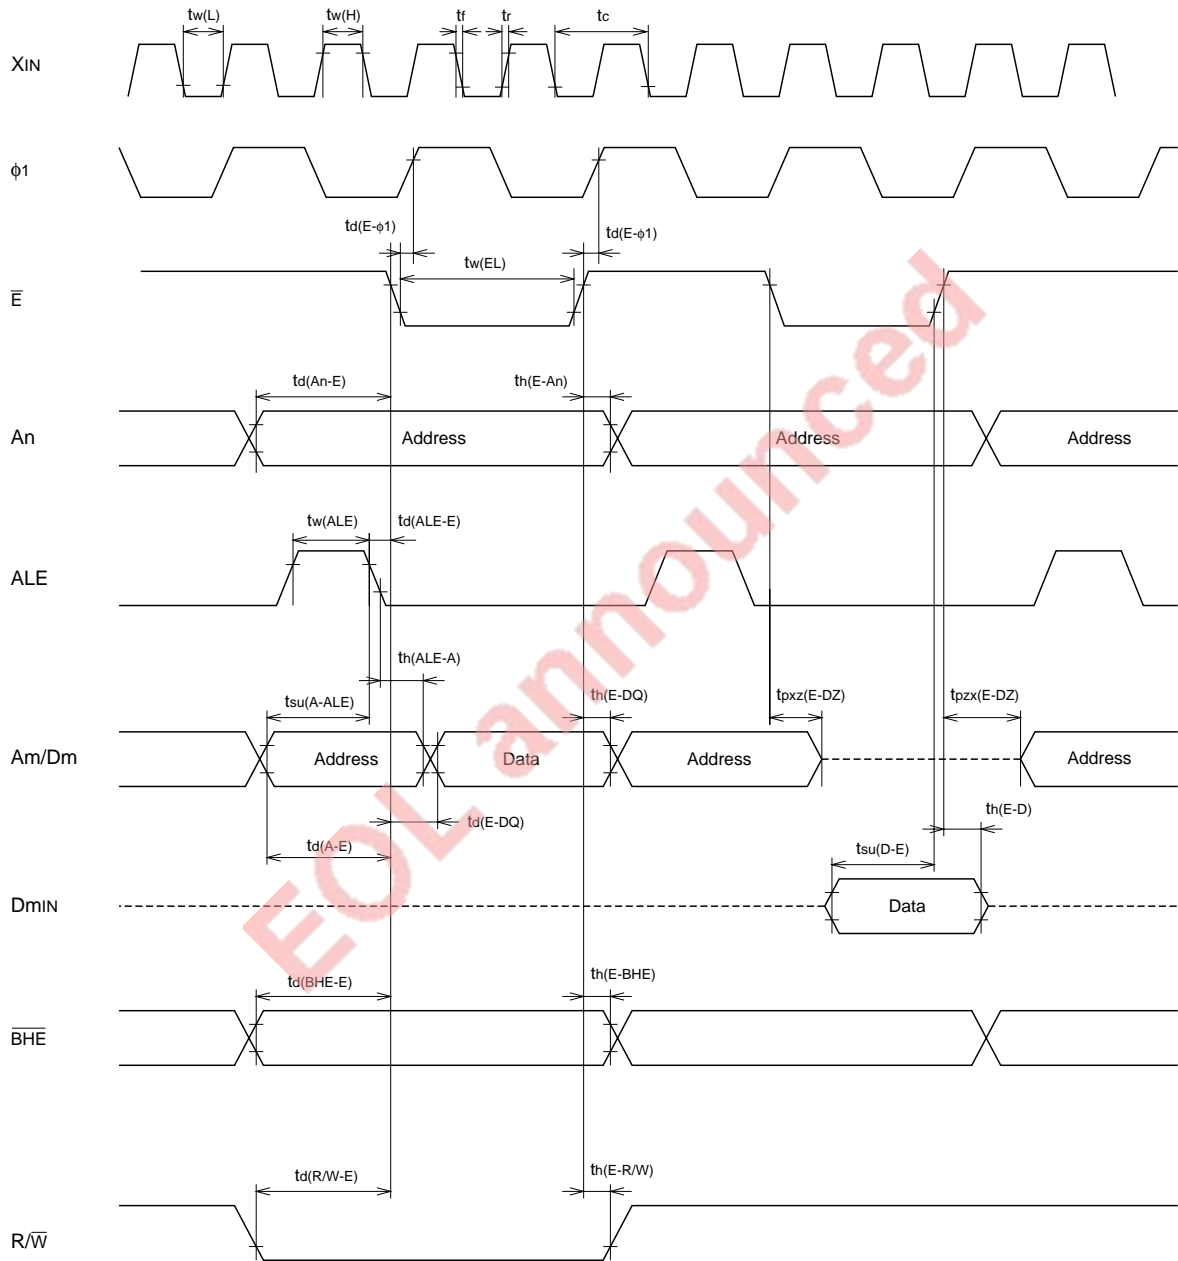 tw(L) tw(H) tf tr tc
XIN
ϕ1
td(E-ϕ1) td(E-ϕ1)
tw(EL)
E̅
td(An-E) th(E-An)
An Address Address Address
tw(ALE) td(ALE-E)
ALE
th(ALE-A)
tsu(A-ALE) th(E-DQ) tpxz(E-DZ) tpzx(E-DZ)
Am/Dm Address Data Address Address
td(E-DQ) th(E-D)
td(A-E) tsu(D-E)
DmIN Data
td(BHE-E) th(E-BHE)
B̅H̅E̅
td(R/W-E) th(E-R/W)
R/W̅
EOL announced